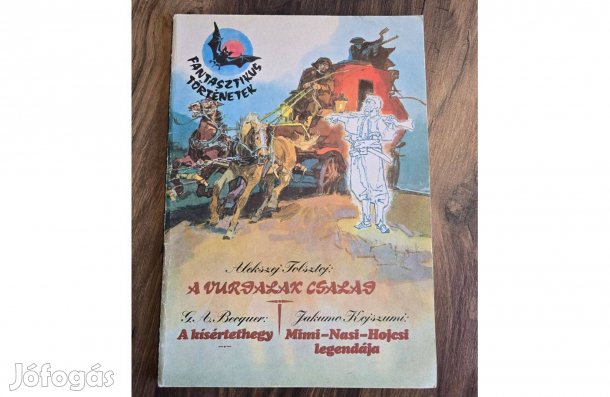 FANTASZTIKUS
TÖRTÉNETEK
Alekszej Tolsztoj:
A VURDALAK CSALÁD
G.A. Becquer:
A kísértethegy
Jakumo Kojszumi:
Mimi-Nasi-Hojcsi
legendája
Jófogás